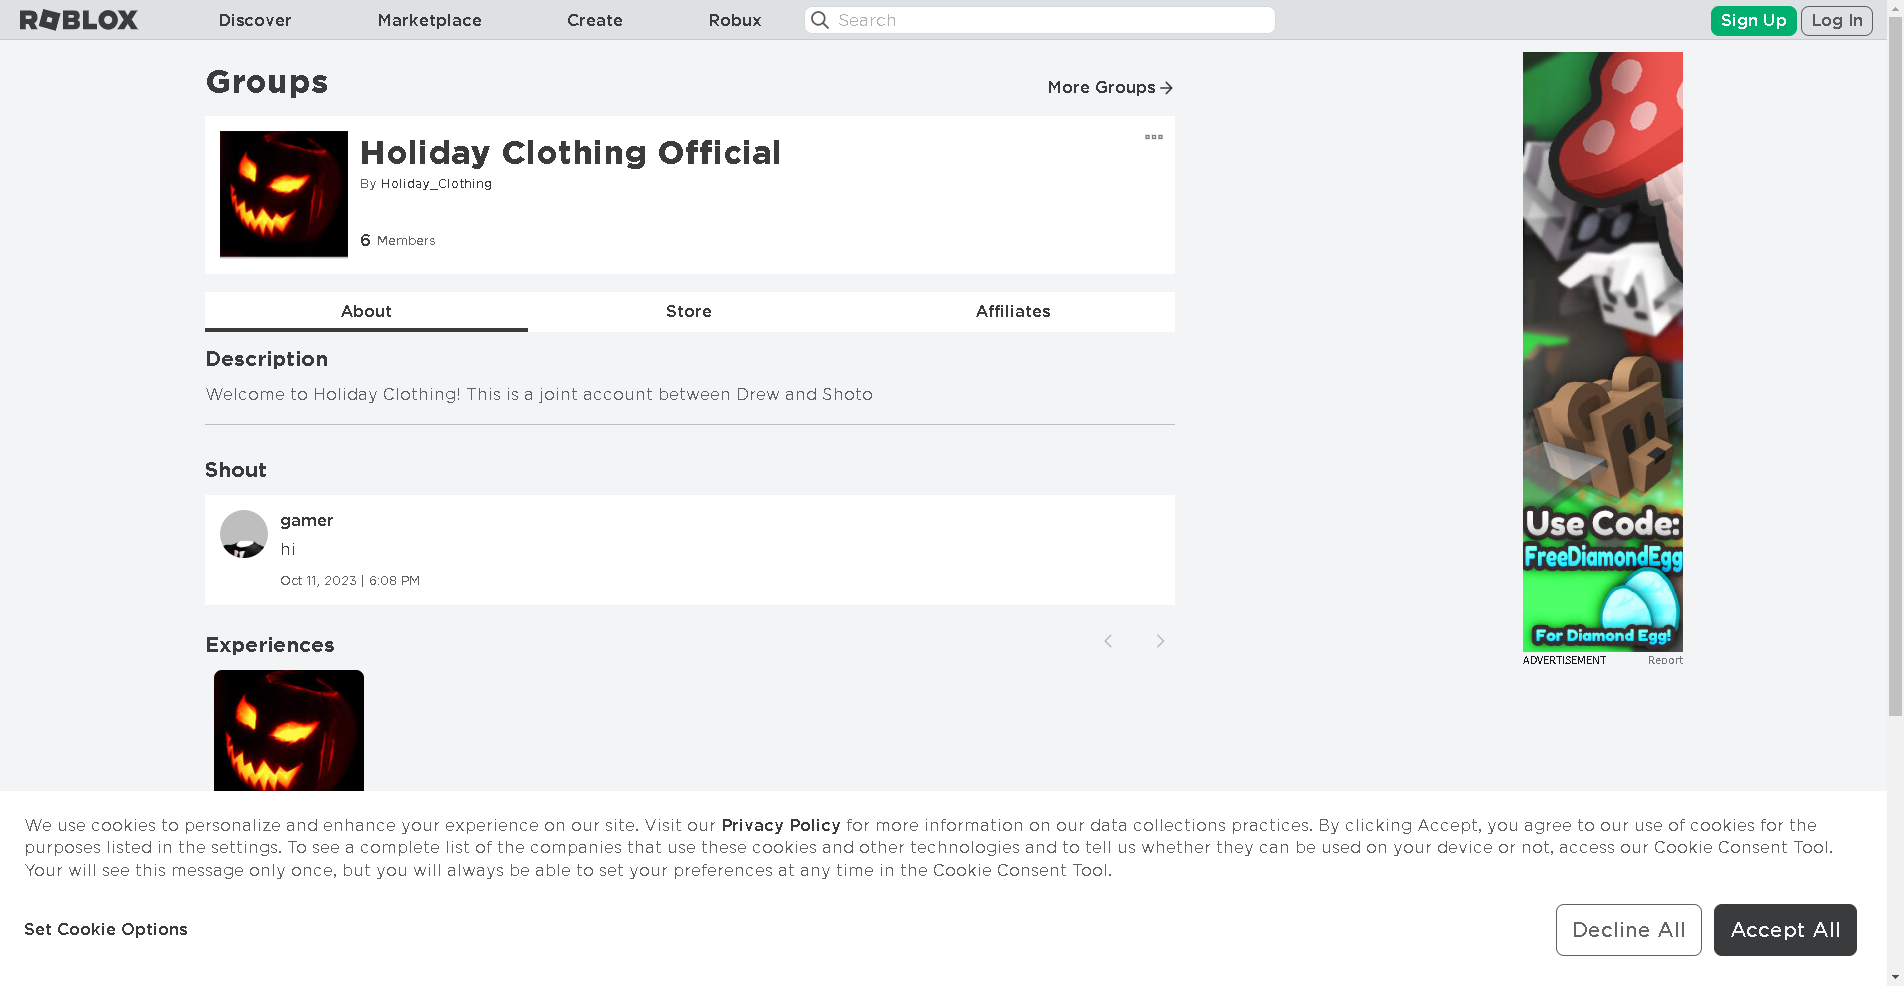 ROBLOX Discover Marketplace Create Robux Search Sign Up Log In
Groups
More Groups
Holiday Clothing Official
By Holiday_Clothing
6 Members
About Store Affiliates
Description
Welcome to Holiday Clothing! This is a joint account between Drew and Shoto
Shout
gamer
hi
Oct 11, 2023 | 6:08 PM
Experiences
Use Code:
FreeDiamondEgg
For Diamond Egg!
ADVERTISEMENT Report
We use cookies to personalize and enhance your experience on our site. Visit our Privacy Policy for more information on our data collections practices. By clicking Accept, you agree to our use of cookies for the
purposes listed in the settings. To see a complete list of the companies that use these cookies and other technologies and to tell us whether they can be used on your device or not, access our Cookie Consent Tool.
Your will see this message only once, but you will always be able to set your preferences at any time in the Cookie Consent Tool.
Set Cookie Options
Decline All Accept All